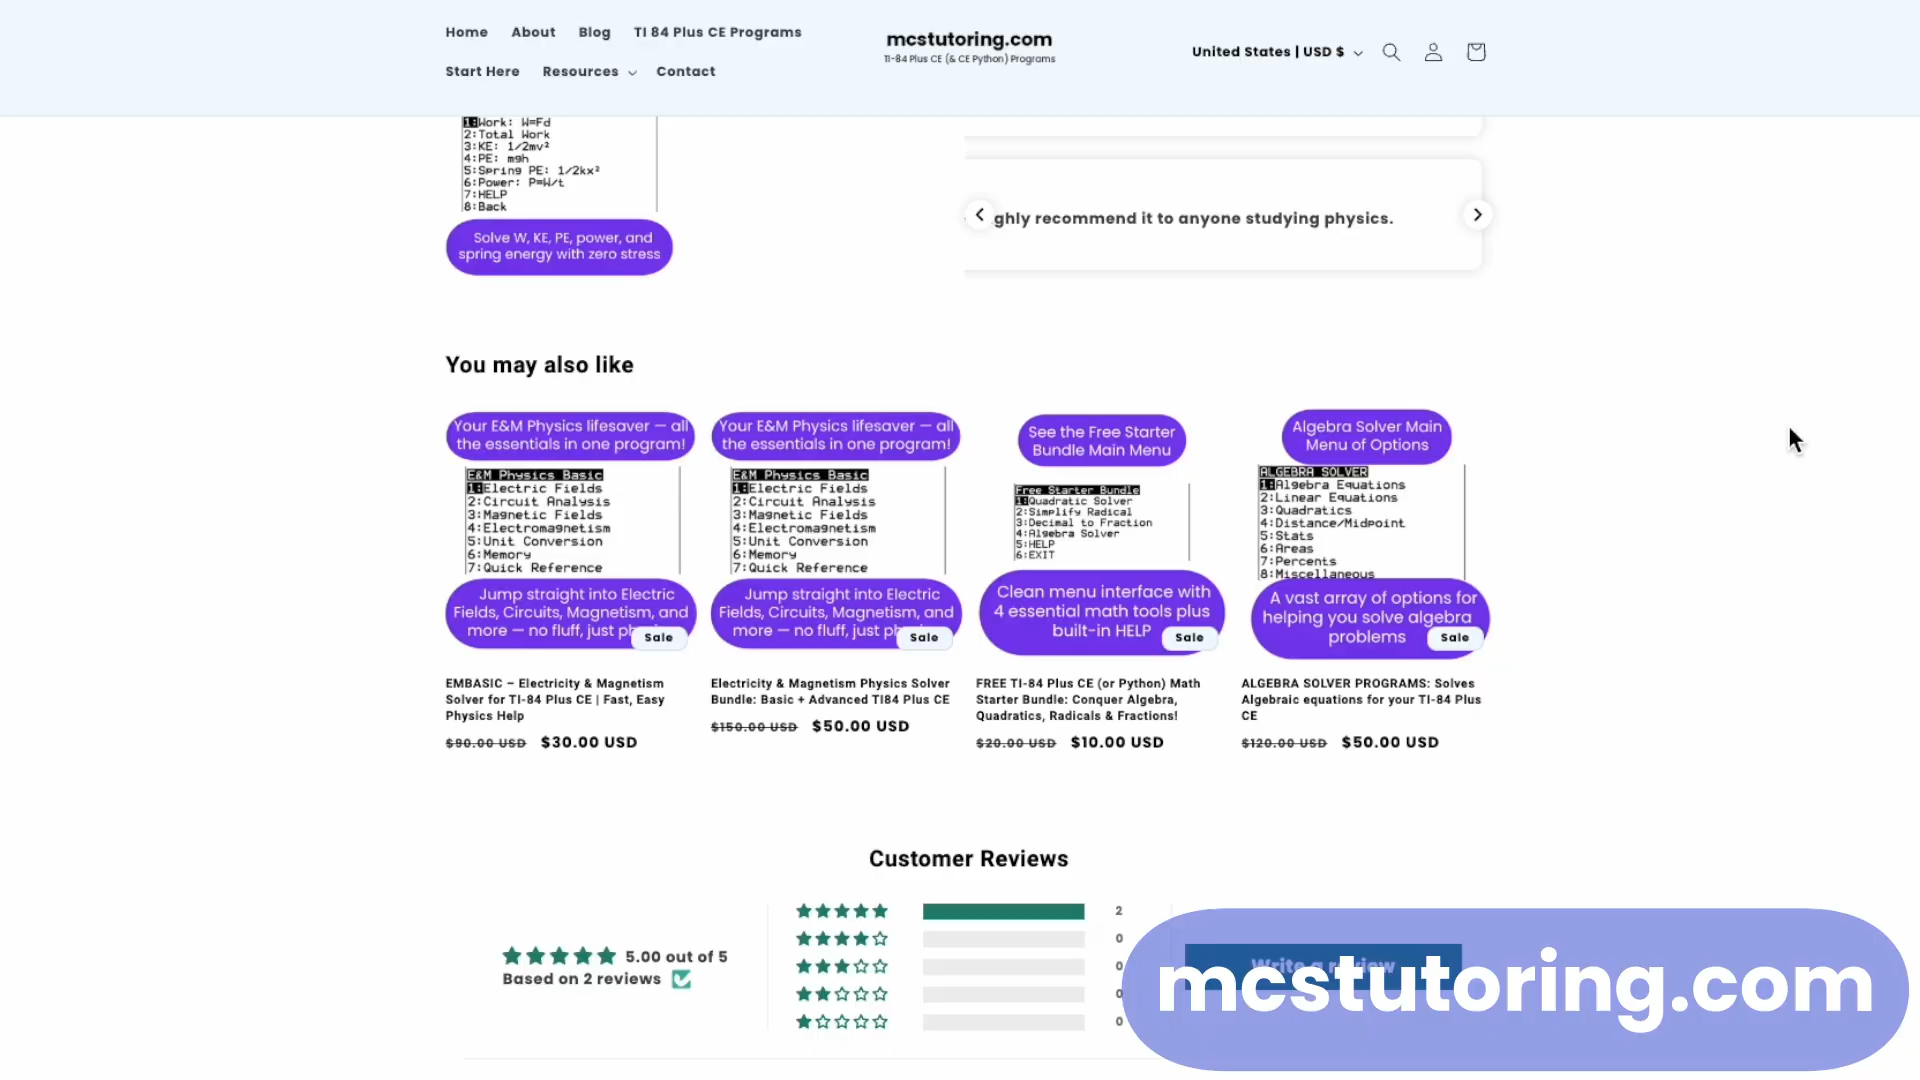 Home About Blog TI 84 Plus CE Programs
Start Here Resources Contact
mcstutoring.com
TI-84 Plus CE (& CE Python) Programs
United States | USD $
1:Work: W=Fd
2:Total Work
3:KE: 1/2mv²
4:PE: mgh
5:Spring PE: 1/2kx²
6:Power: P=W/t
7:HELP
8:Back
Solve W, KE, PE, power, and
spring energy with zero stress
ghly recommend it to anyone studying physics.
You may also like
Your E&M Physics lifesaver — all
the essentials in one program!
E&M Physics Basic
1:Electric Fields
2:Circuit Analysis
3:Magnetic Fields
4:Electromagnetism
5:Unit Conversion
6:Memory
7:Quick Reference
Jump straight into Electric
Fields, Circuits, Magnetism, and
more — no fluff, just
Sale
EMBASIC – Electricity & Magnetism
Solver for TI-84 Plus CE | Fast, Easy
Physics Help
$90.00 USD $30.00 USD
Your E&M Physics lifesaver — all
the essentials in one program!
E&M Physics Basic
1:Electric Fields
2:Circuit Analysis
3:Magnetic Fields
4:Electromagnetism
5:Unit Conversion
6:Memory
7:Quick Reference
Jump straight into Electric
Fields, Circuits, Magnetism, and
more — no fluff, just
Sale
Electricity & Magnetism Physics Solver
Bundle: Basic + Advanced TI84 Plus CE
$150.00 USD $50.00 USD
See the Free Starter
Bundle Main Menu
Free Starter Bundle
1:Quadratic Solver
2:Simplify Radical
3:Decimal to Fraction
4:Algebra Solver
5:HELP
6:EXIT
Clean menu interface with
4 essential math tools plus
built-in HELP
Sale
FREE TI-84 Plus CE (or Python) Math
Starter Bundle: Conquer Algebra,
Quadratics, Radicals & Fractions!
$20.00 USD $10.00 USD
Algebra Solver Main
Menu of Options
ALGEBRA SOLVER
1:Algebra Equations
2:Linear Equations
3:Quadratics
4:Distance/Midpoint
5:Stats
6:Areas
7:Percents
8:Miscellaneous
A vast array of options for
helping you solve algebra
problems
Sale
ALGEBRA SOLVER PROGRAMS: Solves
Algebraic equations for your TI-84 Plus
CE
$120.00 USD $50.00 USD
Customer Reviews
5.00 out of 5
Based on 2 reviews
2
0
0
0
0
Write a review
mcstutoring.com